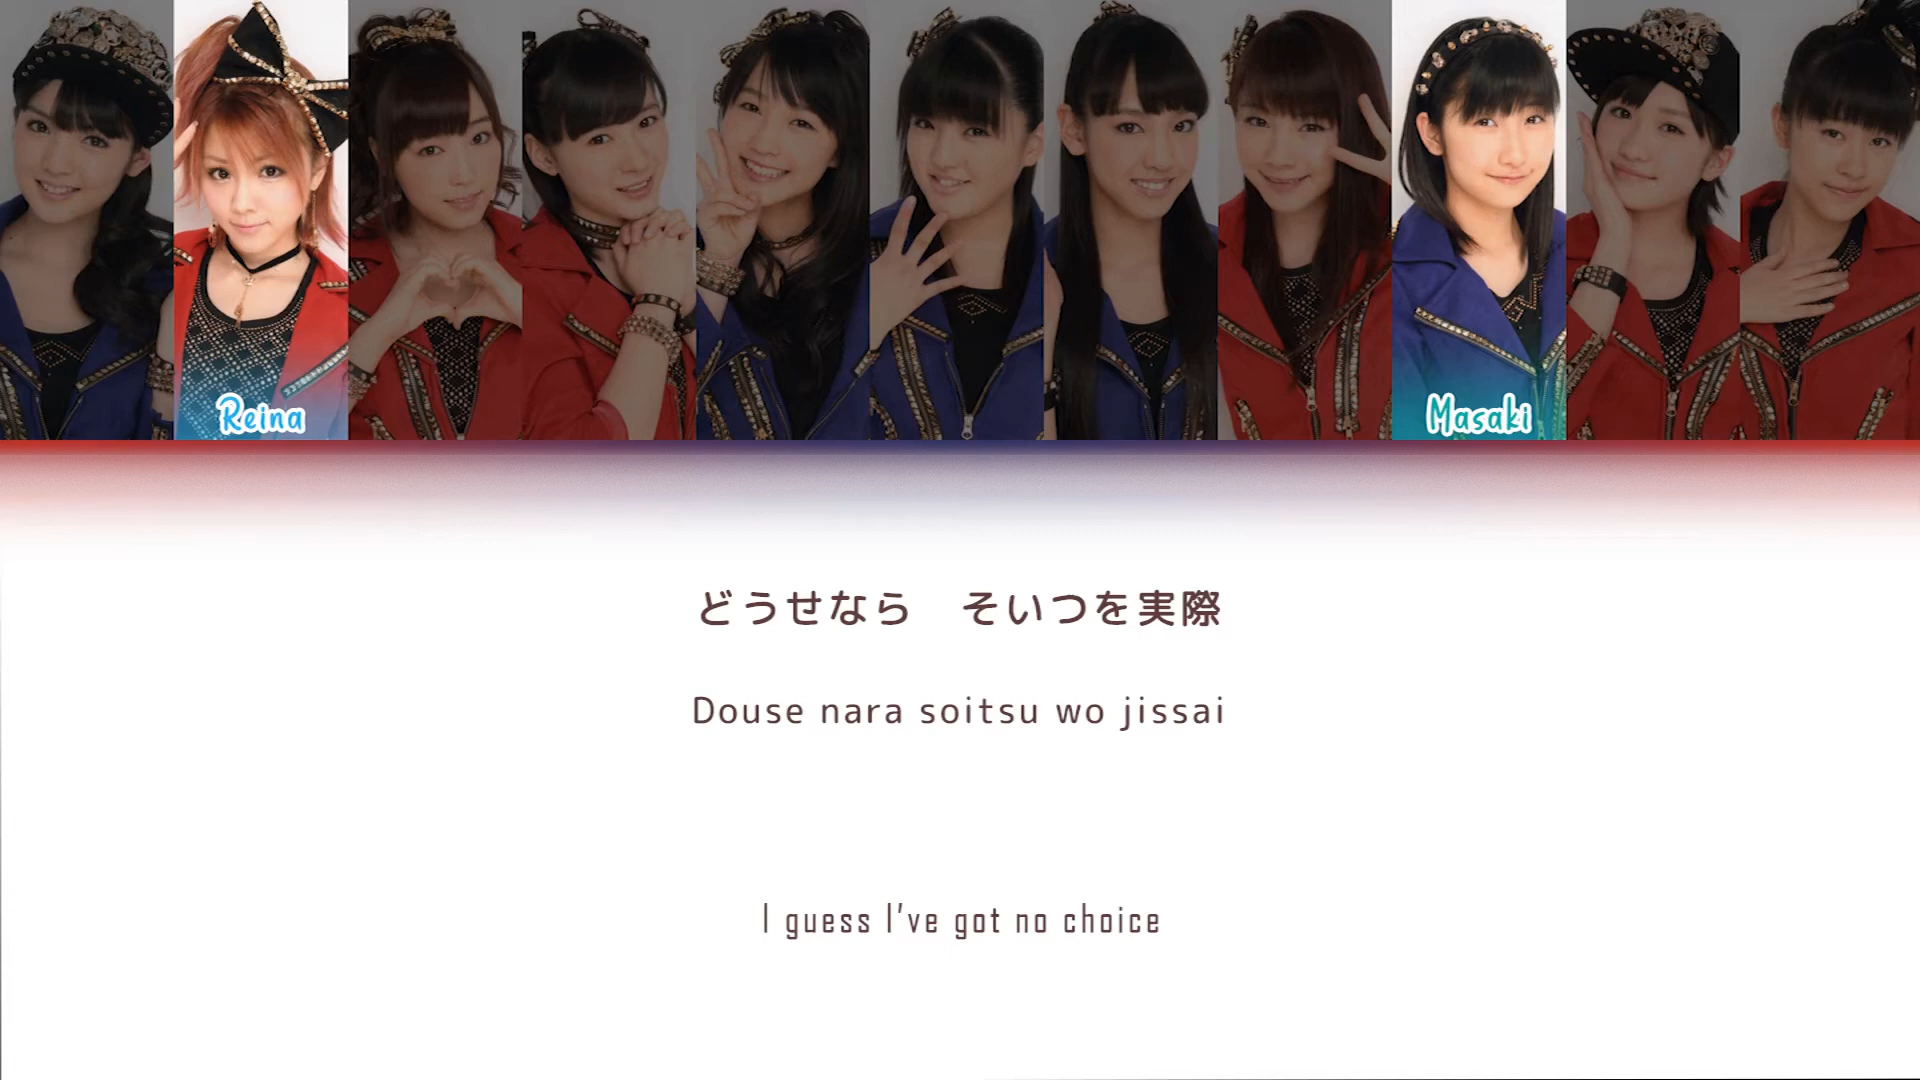 Reina
Masaki
どうせなら　そいつを実際
Douse nara soitsu wo jissai
I guess I've got no choice